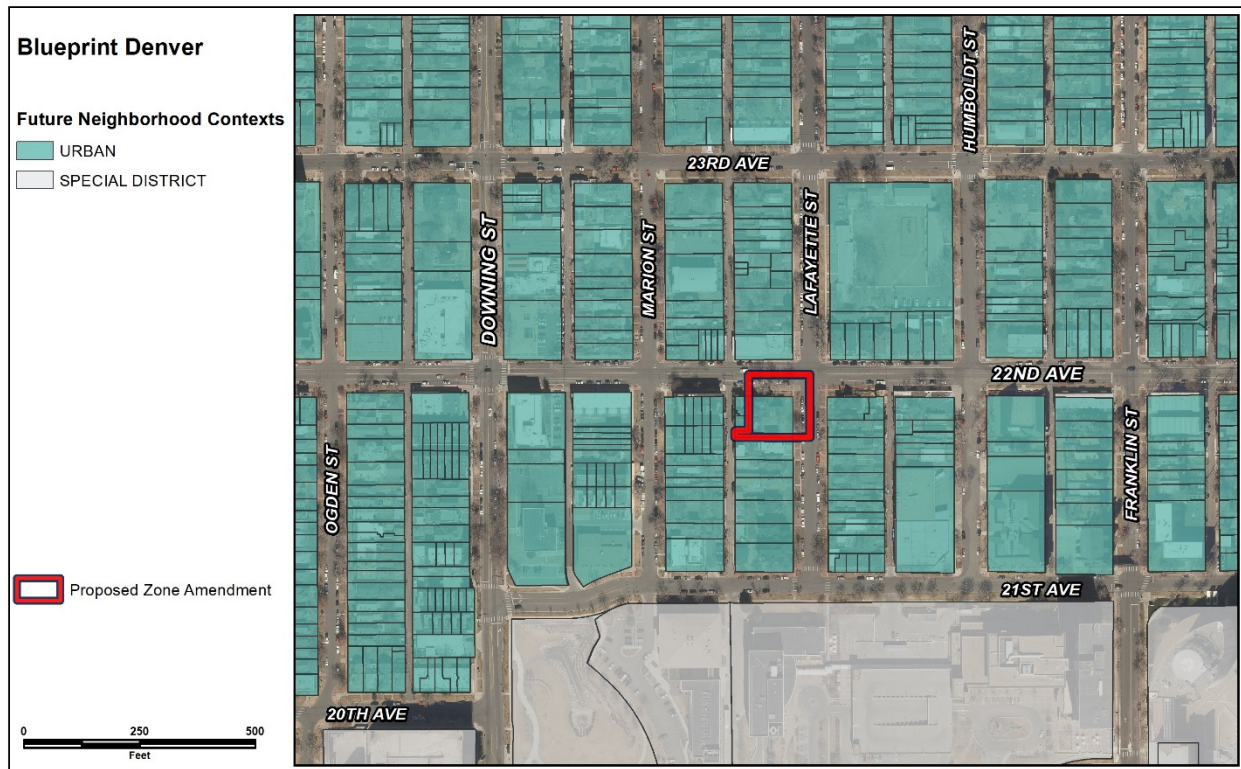 Blueprint Denver
Future Neighborhood Contexts
URBAN
SPECIAL DISTRICT
Proposed Zone Amendment
0 250 500
Feet
HUMBOLDT ST
23RD AVE
DOWNING ST
MARION ST
LAFAYETTE ST
22ND AVE
OGDEN ST
FRANKLIN ST
21ST AVE
20TH AVE